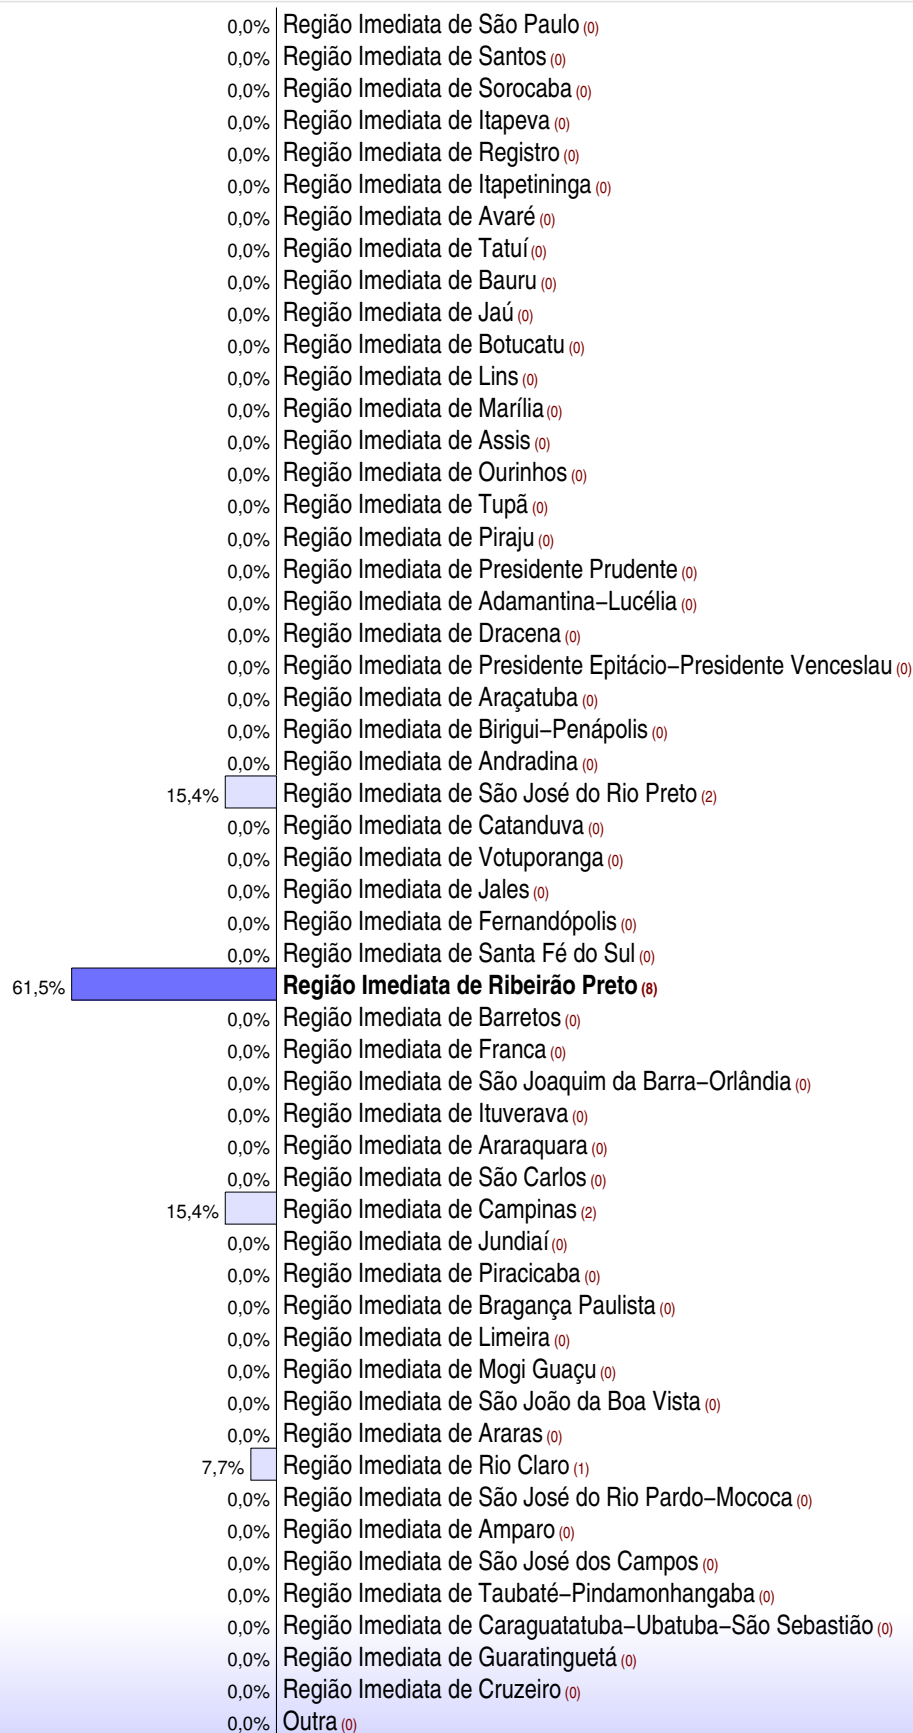 0,0% Região Imediata de São Paulo (0)
0,0% Região Imediata de Santos (0)
0,0% Região Imediata de Sorocaba (0)
0,0% Região Imediata de Itapeva (0)
0,0% Região Imediata de Registro (0)
0,0% Região Imediata de Itapetininga (0)
0,0% Região Imediata de Avaré (0)
0,0% Região Imediata de Tatuí (0)
0,0% Região Imediata de Bauru (0)
0,0% Região Imediata de Jaú (0)
0,0% Região Imediata de Botucatu (0)
0,0% Região Imediata de Lins (0)
0,0% Região Imediata de Marília (0)
0,0% Região Imediata de Assis (0)
0,0% Região Imediata de Ourinhos (0)
0,0% Região Imediata de Tupã (0)
0,0% Região Imediata de Piraju (0)
0,0% Região Imediata de Presidente Prudente (0)
0,0% Região Imediata de Adamantina−Lucélia (0)
0,0% Região Imediata de Dracena (0)
0,0% Região Imediata de Presidente Epitácio−Presidente Venceslau (0)
0,0% Região Imediata de Araçatuba (0)
0,0% Região Imediata de Birigui−Penápolis (0)
0,0% Região Imediata de Andradina (0)
15,4% Região Imediata de São José do Rio Preto (2)
0,0% Região Imediata de Catanduva (0)
0,0% Região Imediata de Votuporanga (0)
0,0% Região Imediata de Jales (0)
0,0% Região Imediata de Fernandópolis (0)
0,0% Região Imediata de Santa Fé do Sul (0)
61,5% Região Imediata de Ribeirão Preto (8)
0,0% Região Imediata de Barretos (0)
0,0% Região Imediata de Franca (0)
0,0% Região Imediata de São Joaquim da Barra−Orlândia (0)
0,0% Região Imediata de Ituverava (0)
0,0% Região Imediata de Araraquara (0)
0,0% Região Imediata de São Carlos (0)
15,4% Região Imediata de Campinas (2)
0,0% Região Imediata de Jundiaí (0)
0,0% Região Imediata de Piracicaba (0)
0,0% Região Imediata de Bragança Paulista (0)
0,0% Região Imediata de Limeira (0)
0,0% Região Imediata de Mogi Guaçu (0)
0,0% Região Imediata de São João da Boa Vista (0)
0,0% Região Imediata de Araras (0)
7,7% Região Imediata de Rio Claro (1)
0,0% Região Imediata de São José do Rio Pardo−Mococa (0)
0,0% Região Imediata de Amparo (0)
0,0% Região Imediata de São José dos Campos (0)
0,0% Região Imediata de Taubaté−Pindamonhangaba (0)
0,0% Região Imediata de Caraguatatuba−Ubatuba−São Sebastião (0)
0,0% Região Imediata de Guaratinguetá (0)
0,0% Região Imediata de Cruzeiro (0)
0,0% Outra (0)